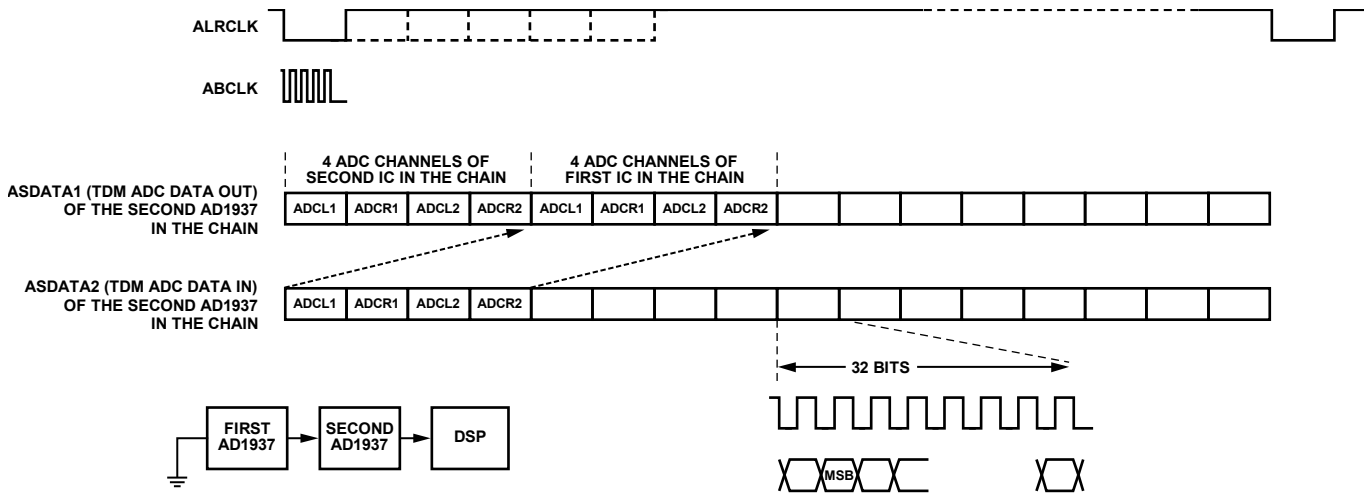 ALRCLK
ABCLK
4 ADC CHANNELS OF
SECOND IC IN THE CHAIN
4 ADC CHANNELS OF
FIRST IC IN THE CHAIN
ASDATA1 (TDM ADC DATA OUT)
OF THE SECOND AD1937
IN THE CHAIN
ADCL1 ADCR1 ADCL2 ADCR2 ADCL1 ADCR1 ADCL2 ADCR2
ASDATA2 (TDM ADC DATA IN)
OF THE SECOND AD1937
IN THE CHAIN
ADCL1 ADCR1 ADCL2 ADCR2
32 BITS
FIRST
AD1937
SECOND
AD1937
DSP
MSB